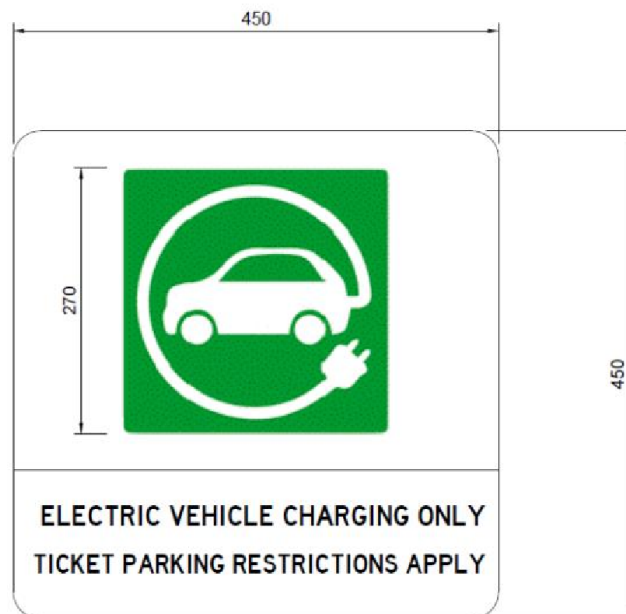 450
270
450
ELECTRIC VEHICLE CHARGING ONLY
TICKET PARKING RESTRICTIONS APPLY